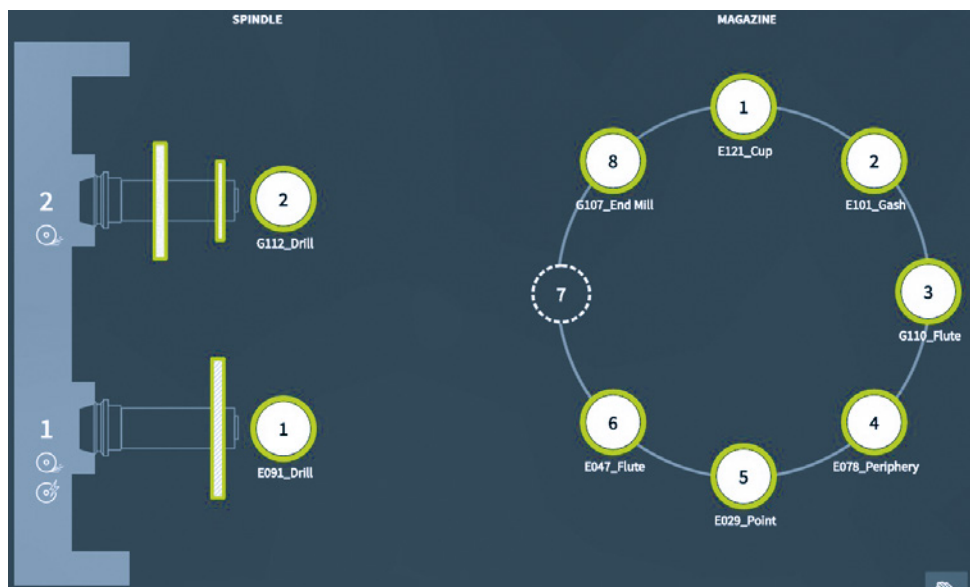 SPINDLE
MAGAZINE
2
2
G112_Drill
1
1
E091_Drill
1
E121_Cup
2
E101_Gash
3
G110_Flute
4
E078_Periphery
5
E029_Point
6
E047_Flute
7
8
G107_End Mill